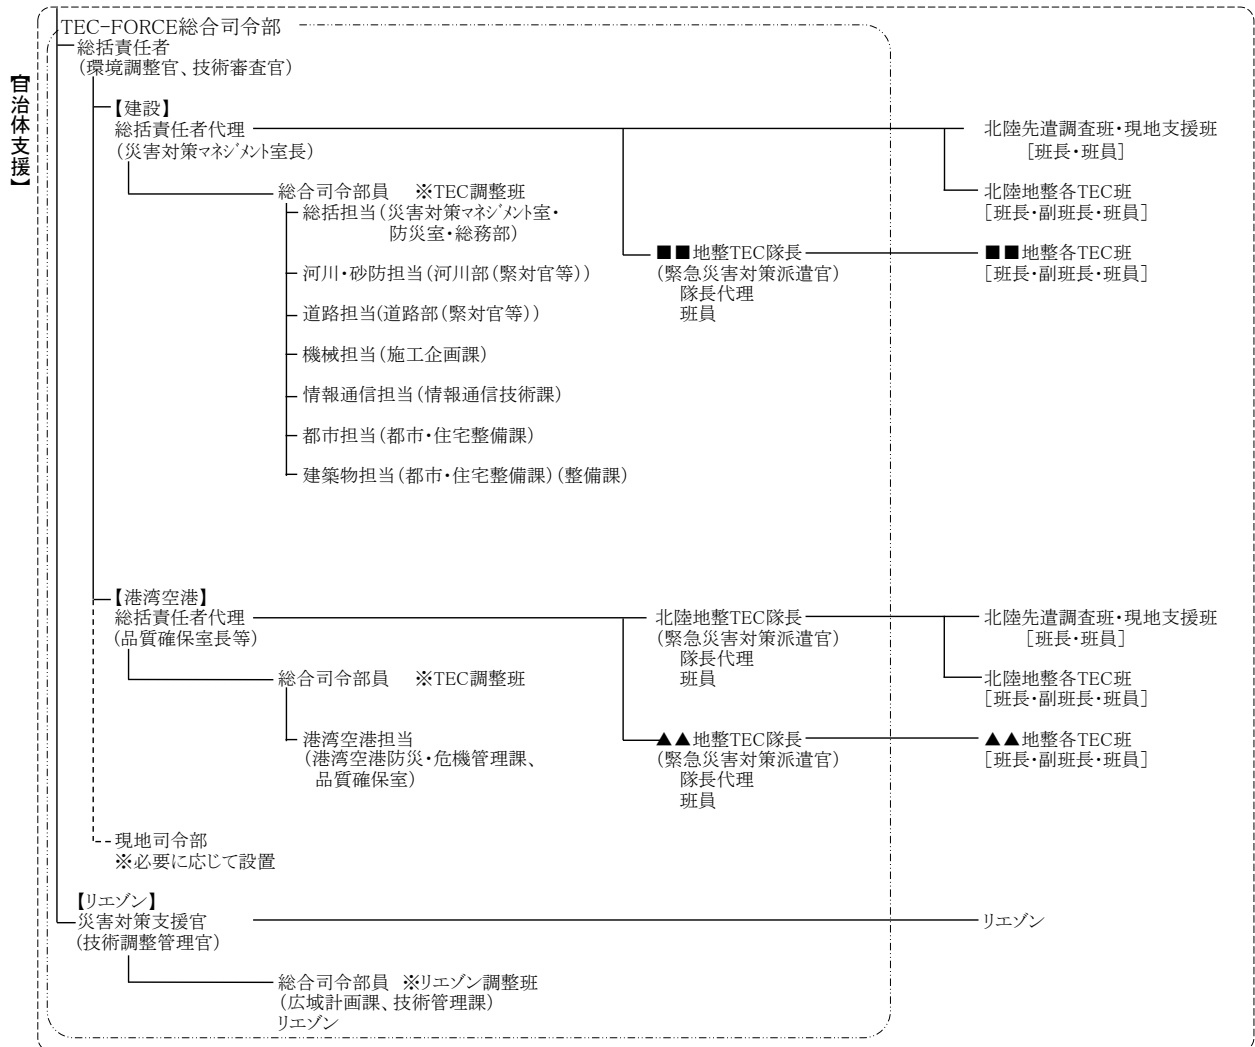 【自治体支援】
TEC-FORCE総合司令部
総括責任者
(環境調整官、技術審査官)
【建設】
総括責任者代理
(災害対策マネジメント室長)
北陸先遣調査班・現地支援班
[班長・班員]
総合司令部員　※TEC調整班
総括担当(災害対策マネジメント室・
防災室・総務部)
北陸地整各TEC班
[班長・副班長・班員]
河川・砂防担当(河川部(緊対官等))
道路担当(道路部(緊対官等))
機械担当(施工企画課)
情報通信担当(情報通信技術課)
都市担当(都市・住宅整備課)
建築物担当(都市・住宅整備課)(整備課)
■■地整TEC隊長
(緊急災害対策派遣官)
隊長代理
班員
■■地整各TEC班
[班長・副班長・班員]
【港湾空港】
総括責任者代理
(品質確保室長等)
北陸地整TEC隊長
(緊急災害対策派遣官)
隊長代理
班員
北陸先遣調査班・現地支援班
[班長・班員]
総合司令部員　※TEC調整班
北陸地整各TEC班
[班長・副班長・班員]
港湾空港担当
(港湾空港防災・危機管理課、
品質確保室)
▲▲地整TEC隊長
(緊急災害対策派遣官)
隊長代理
班員
▲▲地整各TEC班
[班長・副班長・班員]
現地司令部
※必要に応じて設置
【リエゾン】
災害対策支援官
(技術調整管理官)
リエゾン
総合司令部員　※リエゾン調整班
(広域計画課、技術管理課)
リエゾン